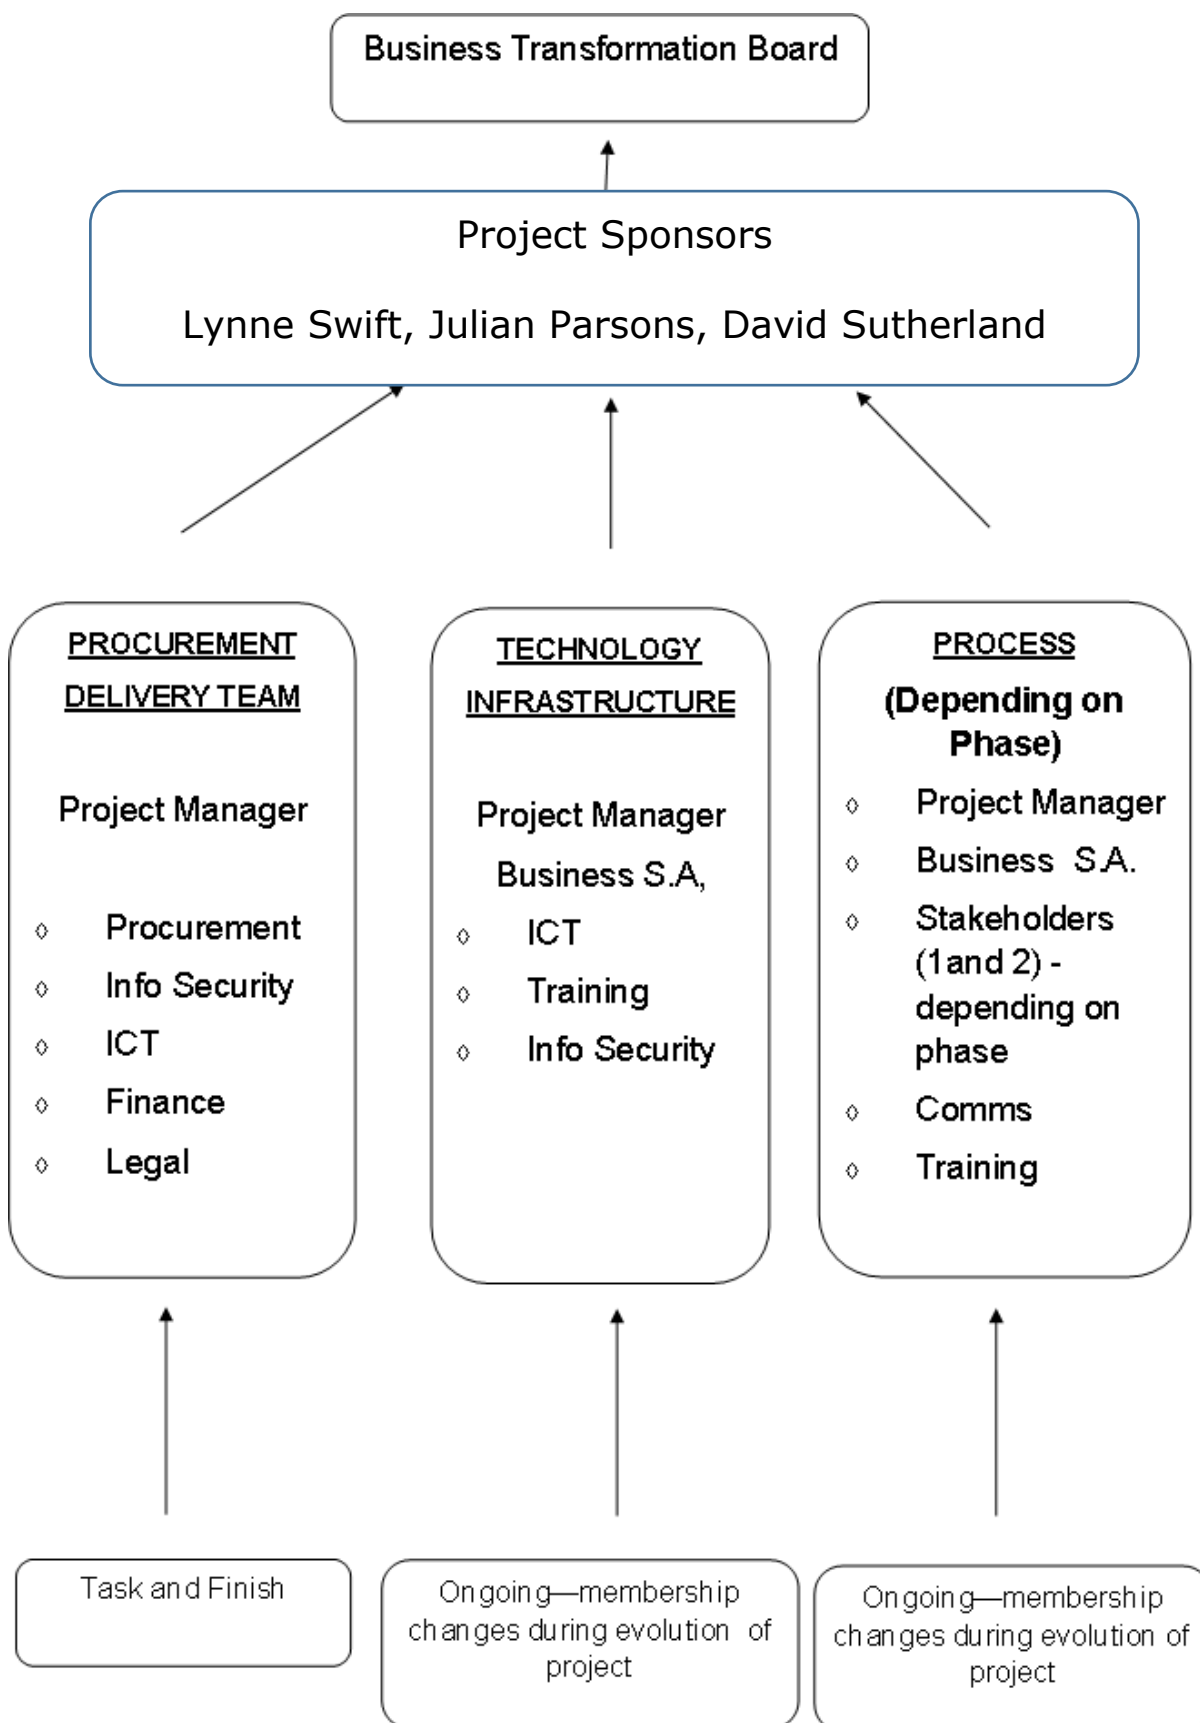 Business Transformation Board
Project Sponsors
Lynne Swift, Julian Parsons, David Sutherland
PROCUREMENT
DELIVERY TEAM
Project Manager
◊ Procurement
◊ Info Security
◊ ICT
◊ Finance
◊ Legal
TECHNOLOGY
INFRASTRUCTURE
Project Manager
Business S.A,
◊ ICT
◊ Training
◊ Info Security
PROCESS
(Depending on
Phase)
◊ Project Manager
◊ Business S.A.
◊ Stakeholders
(1and 2) -
depending on
phase
◊ Comms
◊ Training
Task and Finish
Ongoing—membership
changes during evolution of
project
Ongoing—membership
changes during evolution of
project